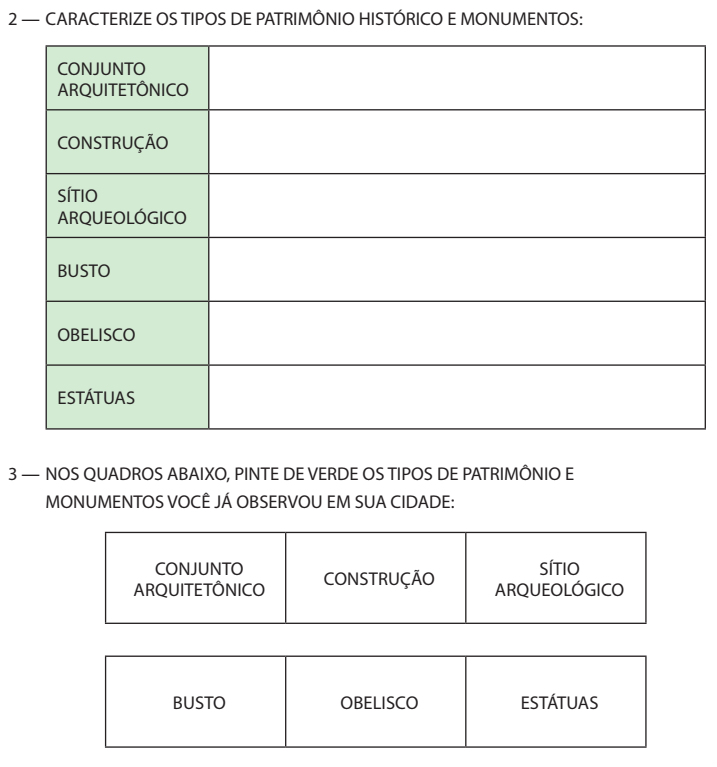 2 — CARACTERIZE OS TIPOS DE PATRIMÔNIO HISTÓRICO E MONUMENTOS:
CONJUNTO
ARQUITETÔNICO
CONSTRUÇÃO
SÍTIO
ARQUEOLÓGICO
BUSTO
OBELISCO
ESTÁTUAS
3 — NOS QUADROS ABAIXO, PINTE DE VERDE OS TIPOS DE PATRIMÔNIO E
MONUMENTOS VOCÊ JÁ OBSERVOU EM SUA CIDADE:
CONJUNTO
ARQUITETÔNICO
CONSTRUÇÃO
SÍTIO
ARQUEOLÓGICO
BUSTO
OBELISCO
ESTÁTUAS